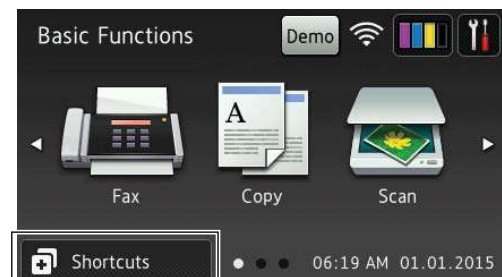 Basic Functions Demo
A
Fax Copy Scan
Shortcuts 06:19 AM 01.01.2015